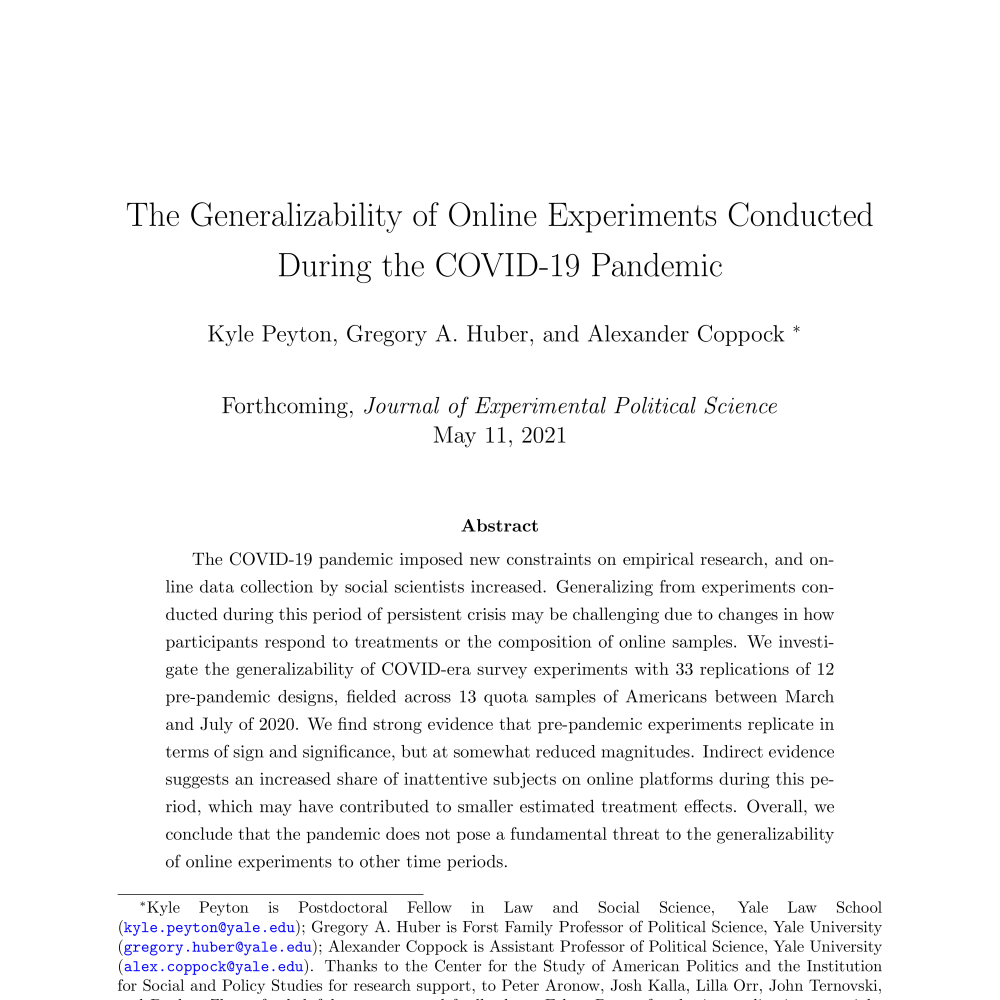 The Generalizability of Online Experiments Conducted
During the COVID-19 Pandemic
Kyle Peyton, Gregory A. Huber, and Alexander Coppock *
Forthcoming, Journal of Experimental Political Science
May 11, 2021
Abstract
The COVID-19 pandemic imposed new constraints on empirical research, and on-
line data collection by social scientists increased. Generalizing from experiments con-
ducted during this period of persistent crisis may be challenging due to changes in how
participants respond to treatments or the composition of online samples. We investi-
gate the generalizability of COVID-era survey experiments with 33 replications of 12
pre-pandemic designs, fielded across 13 quota samples of Americans between March
and July of 2020. We find strong evidence that pre-pandemic experiments replicate in
terms of sign and significance, but at somewhat reduced magnitudes. Indirect evidence
suggests an increased share of inattentive subjects on online platforms during this pe-
riod, which may have contributed to smaller estimated treatment effects. Overall, we
conclude that the pandemic does not pose a fundamental threat to the generalizability
of online experiments to other time periods.
*Kyle Peyton is Postdoctoral Fellow in Law and Social Science, Yale Law School
(kyle.peyton@yale.edu); Gregory A. Huber is Forst Family Professor of Political Science, Yale University
(gregory.huber@yale.edu); Alexander Coppock is Assistant Professor of Political Science, Yale University
(alex.coppock@yale.edu). Thanks to the Center for the Study of American Politics and the Institution
for Social and Policy Studies for research support, to Peter Aronow, Josh Kalla, Lilla Orr, John Ternovski,